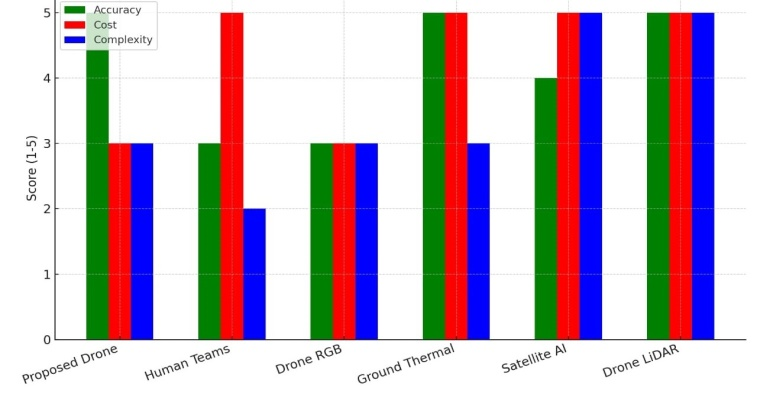 Accuracy
Cost
Complexity
Score (1-5)
5
4
3
2
1
0
Proposed Drone
Human Teams
Drone RGB
Ground Thermal
Satellite AI
Drone LiDAR